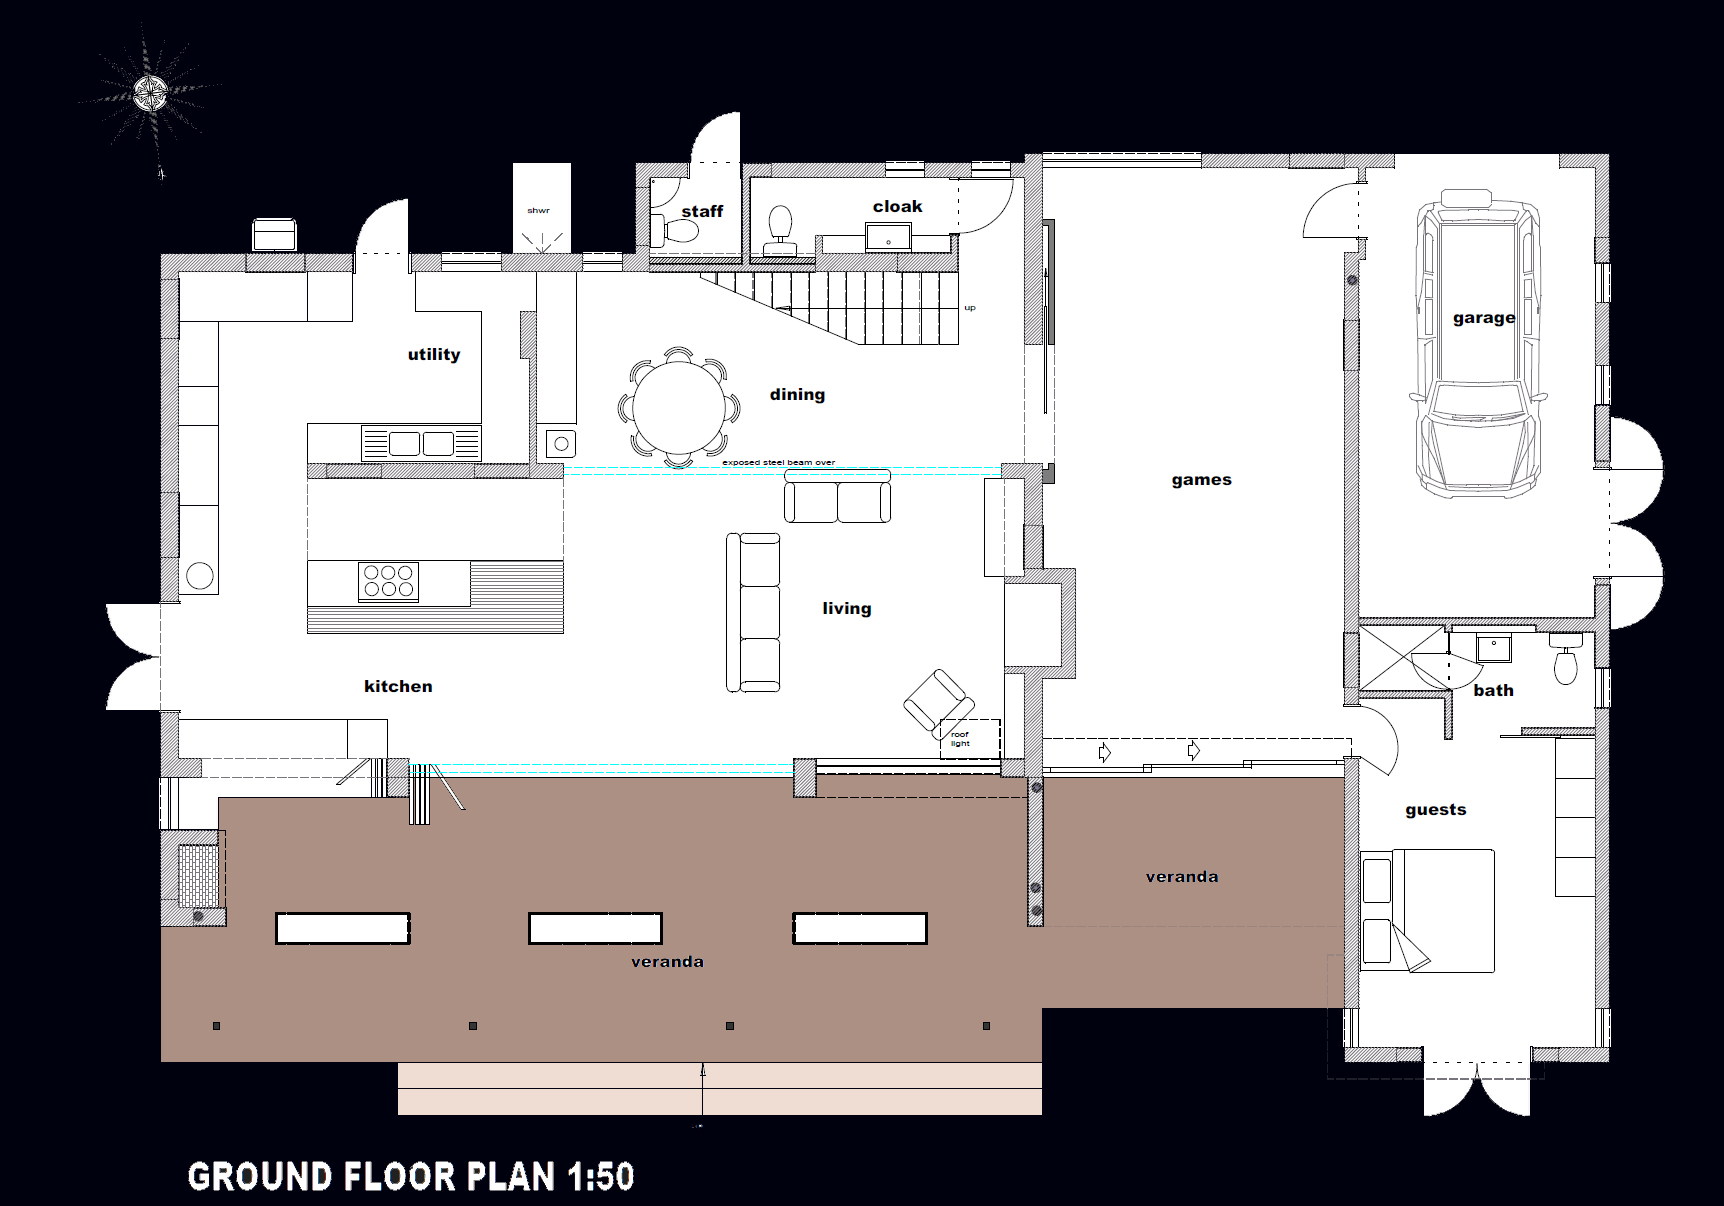 staff
cloak
shwr
garage
up
utility
dining
exposed steel beam over
games
living
kitchen
bath
roof
light
guests
veranda
veranda
GROUND FLOOR PLAN 1:50